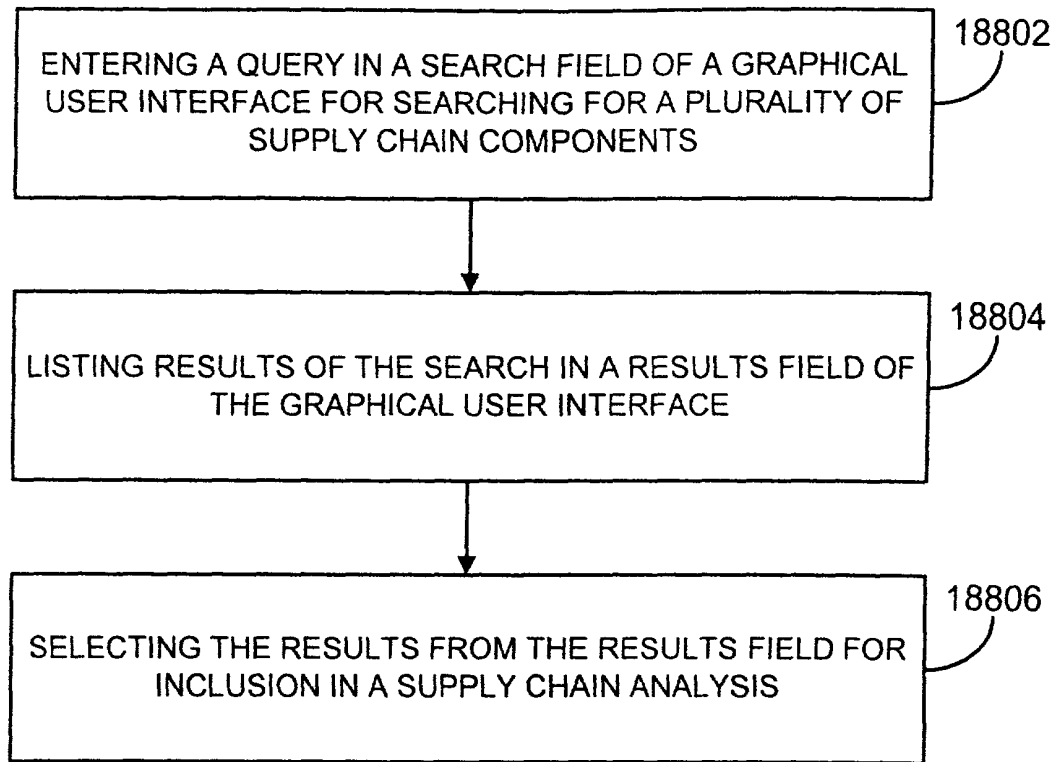 18802
ENTERING A QUERY IN A SEARCH FIELD OF A GRAPHICAL
USER INTERFACE FOR SEARCHING FOR A PLURALITY OF
SUPPLY CHAIN COMPONENTS
18804
LISTING RESULTS OF THE SEARCH IN A RESULTS FIELD OF
THE GRAPHICAL USER INTERFACE
18806
SELECTING THE RESULTS FROM THE RESULTS FIELD FOR
INCLUSION IN A SUPPLY CHAIN ANALYSIS